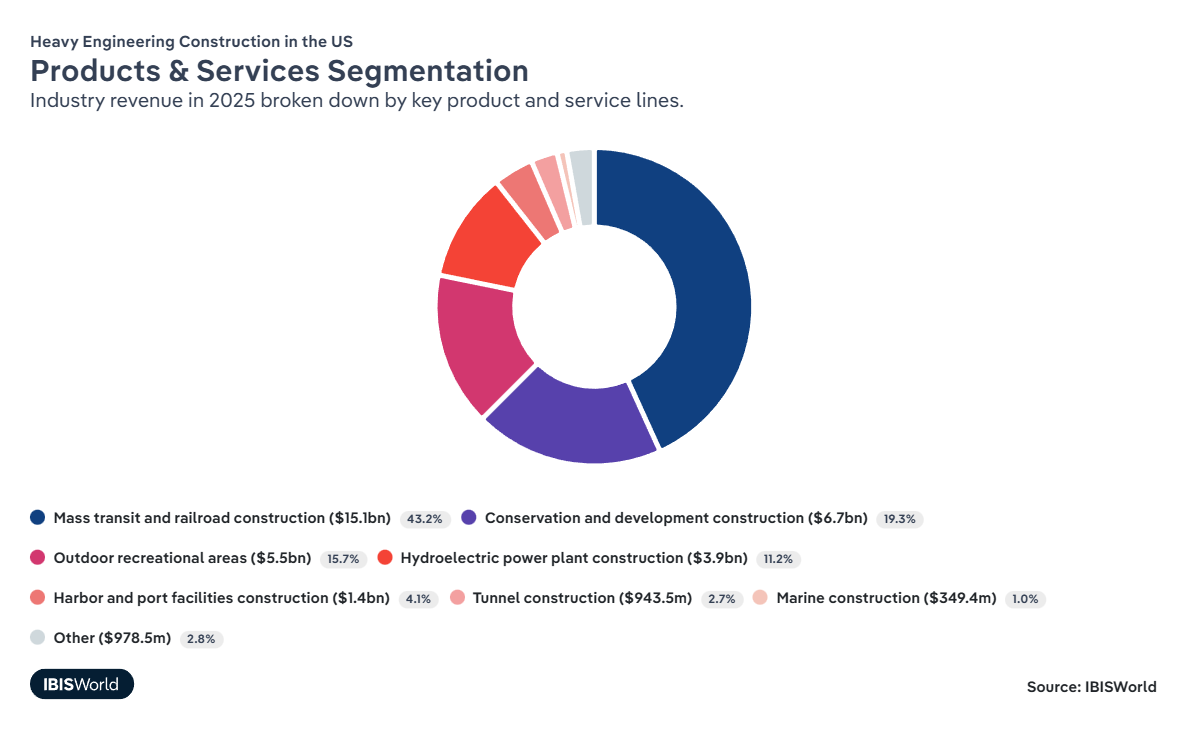 Heavy Engineering Construction in the US
Products & Services Segmentation
Industry revenue in 2025 broken down by key product and service lines.
Mass transit and railroad construction ($15.1bn) 43.2% Conservation and development construction ($6.7bn) 19.3%
Outdoor recreational areas ($5.5bn) 15.7% Hydroelectric power plant construction ($3.9bn) 11.2%
Harbor and port facilities construction ($1.4bn) 4.1% Tunnel construction ($943.5m) 2.7% Marine construction ($349.4m) 1.0%
Other ($978.5m) 2.8%
IBISWorld
Source: IBISWorld